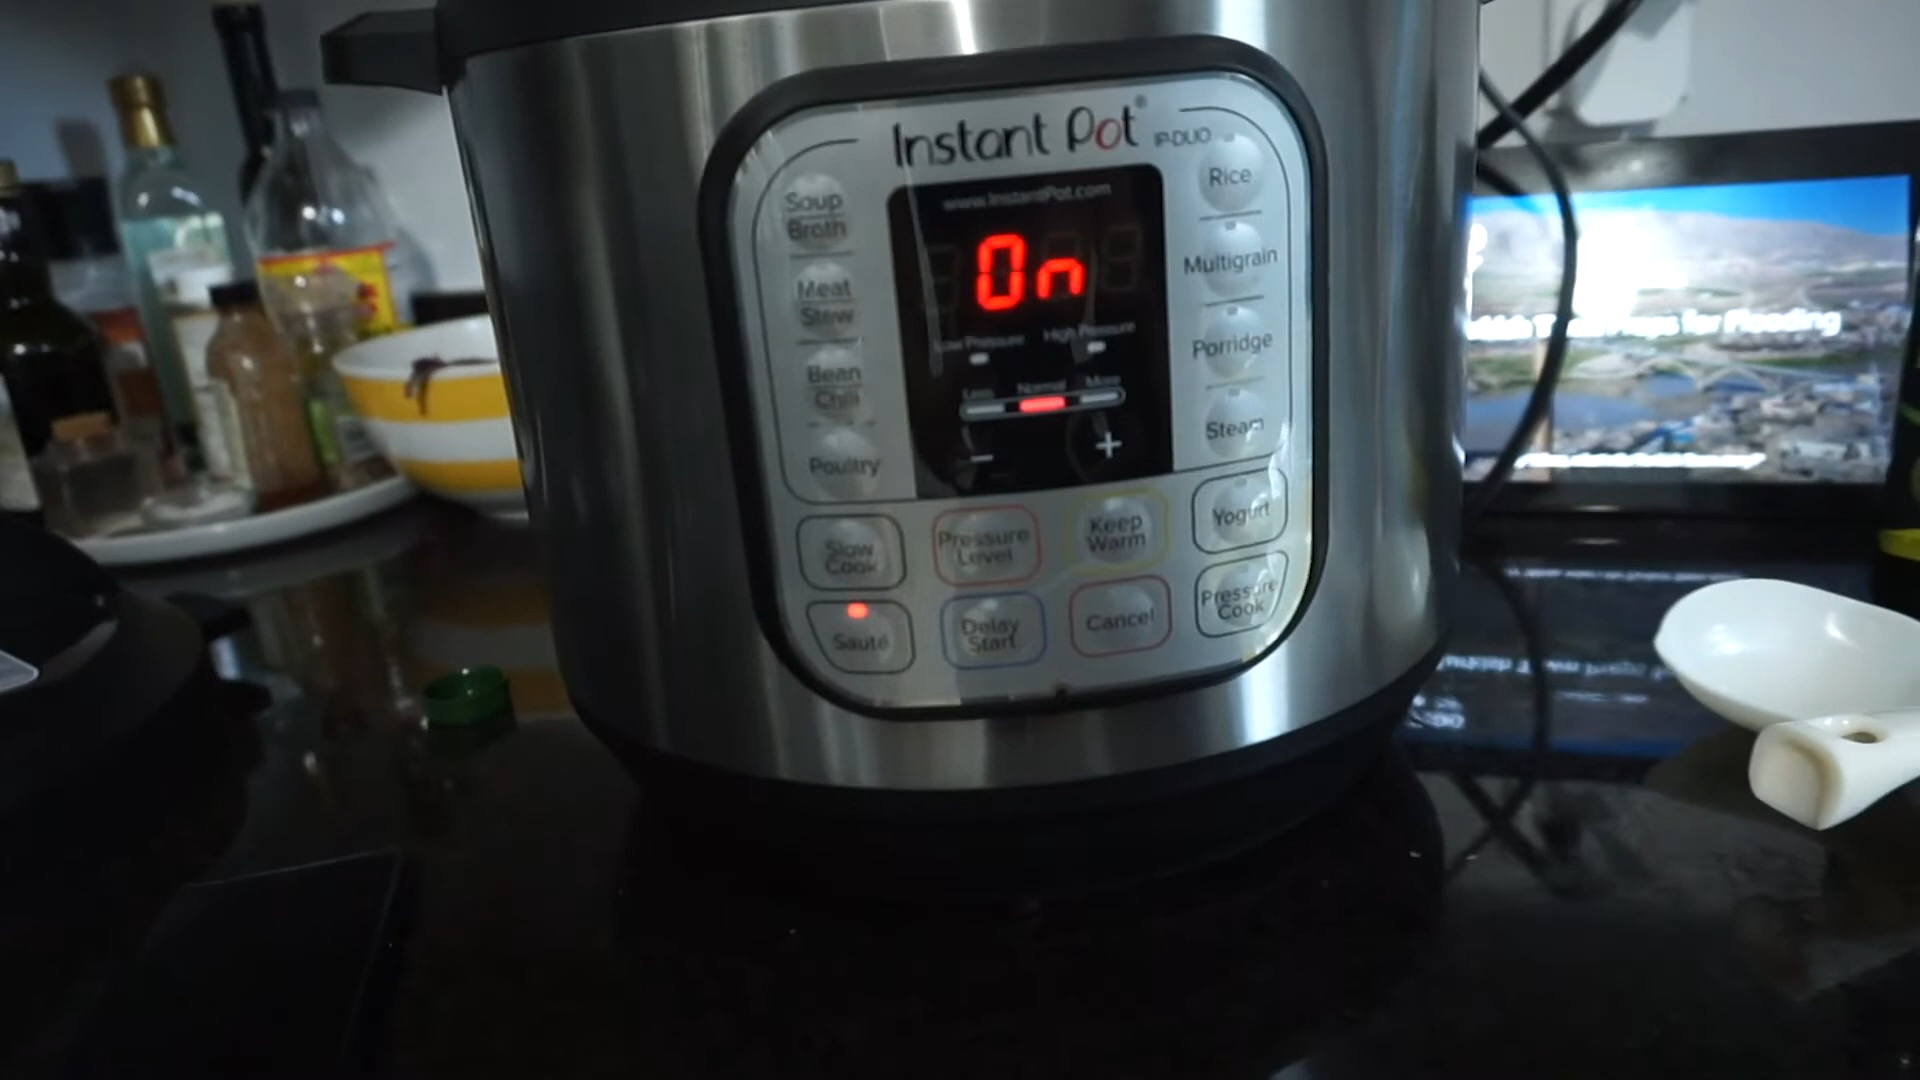 Instant Pot® IP-DUO
www.InstantPot.com
On
Low Pressure
High Pressure
Less
Normal
More
−
+
Soup
Broth
Meat
Stew
Bean
Chili
Poultry
Rice
Multigrain
Porridge
Steam
Slow
Cook
Pressure
Level
Keep
Warm
Yogurt
Sauté
Delay
Start
Cancel
Pressure
Cook
for Flooding